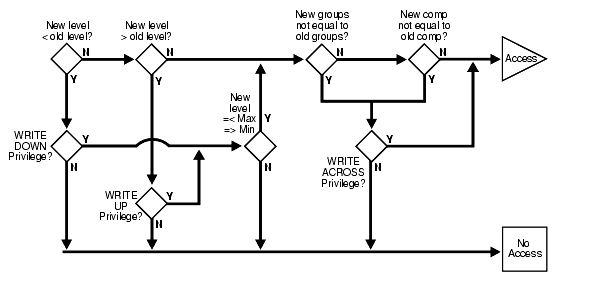 New level
< old level?
New level
> old level?
New groups
not equal to
old groups?
New comp
not equal to
old comp?
N
N
N
N
Access
Y
Y
Y
Y
New
level
=< Max
=> Min
Y
WRITE
DOWN
Privilege?
Y
N
N
WRITE
ACROSS
Privilege?
Y
N
WRITE
UP
Privilege?
Y
N
No
Access